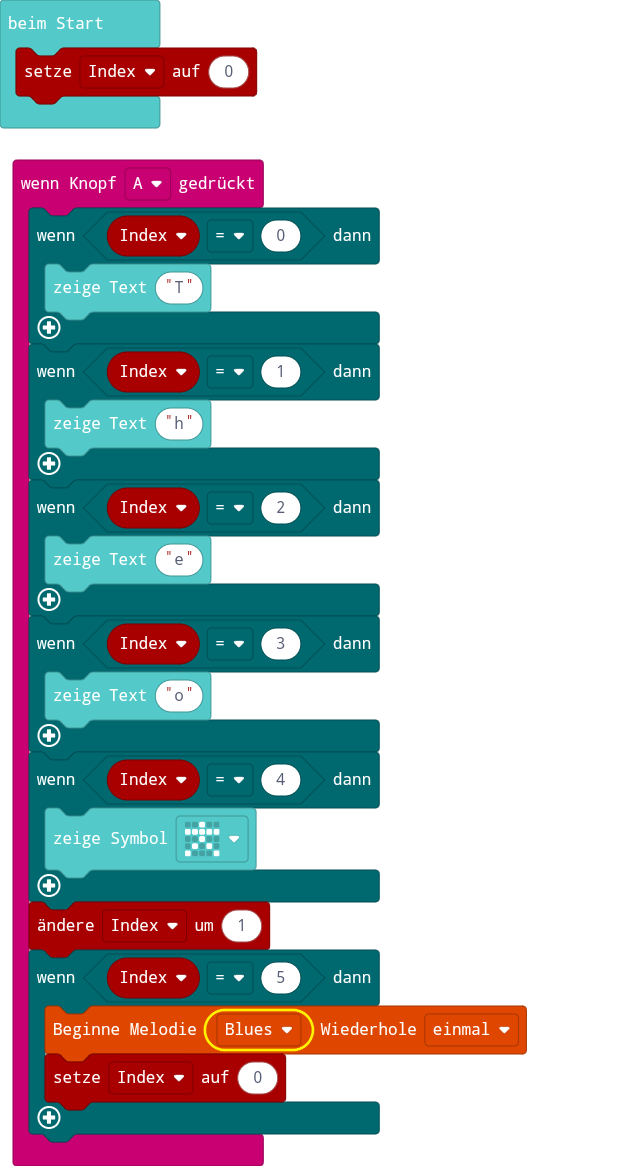 beim Start
setze Index auf 0
wenn Knopf A gedrückt
wenn Index = 0 dann
zeige Text "T"
wenn Index = 1 dann
zeige Text "h"
wenn Index = 2 dann
zeige Text "e"
wenn Index = 3 dann
zeige Text "o"
wenn Index = 4 dann
zeige Symbol
ändere Index um 1
wenn Index = 5 dann
Beginne Melodie Blues Wiederhole einmal
setze Index auf 0